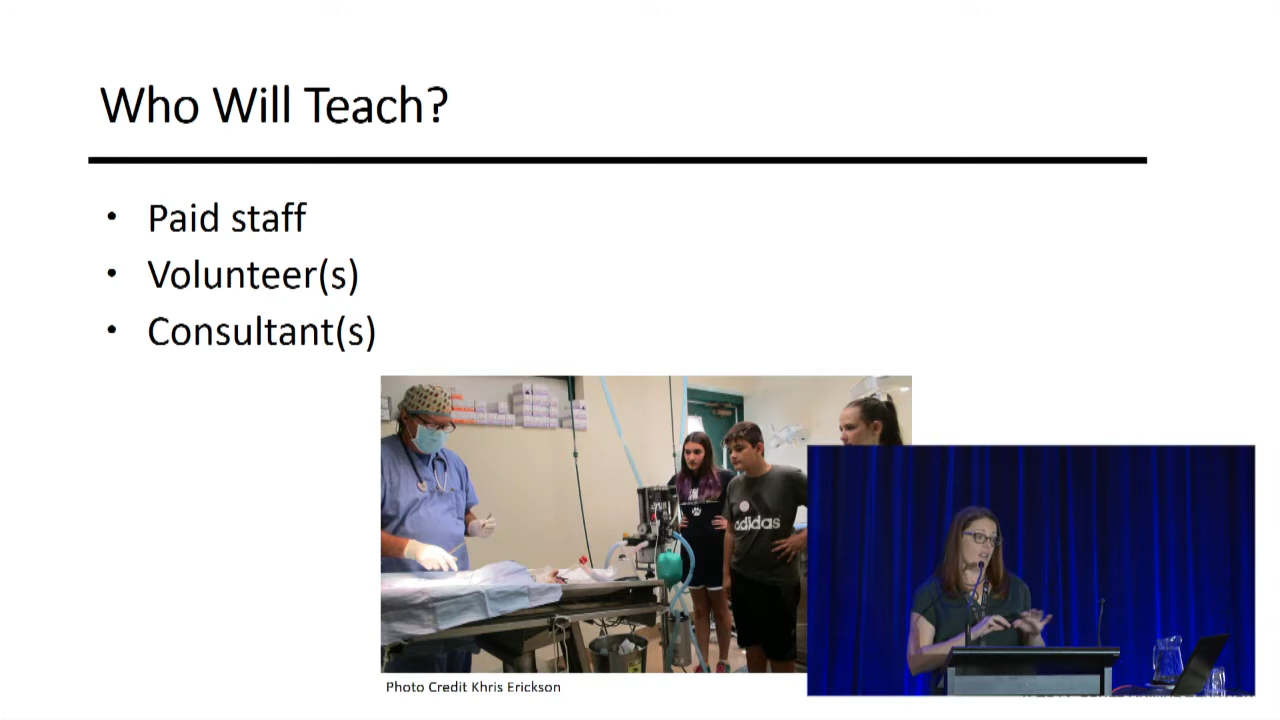 Who Will Teach?
• Paid staff
• Volunteer(s)
• Consultant(s)
adidas
Photo Credit Khris Erickson